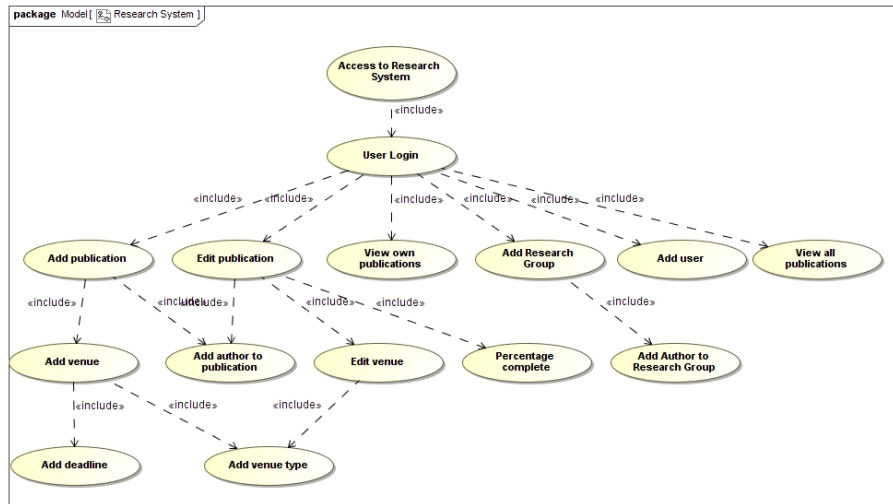 package Model [ Research System ]
Access to Research
System
«include»
User Login
«include»
«include»
«include»
«include»
«include»
«include»
Add publication
Edit publication
View own
publications
Add Research
Group
Add user
View all
publications
«include»
«include»
«include»
«include»
«include»
«include»
Add venue
Add author to
publication
Edit venue
Percentage
complete
Add Author to
Research Group
«include»
«include»
«include»
Add deadline
Add venue type